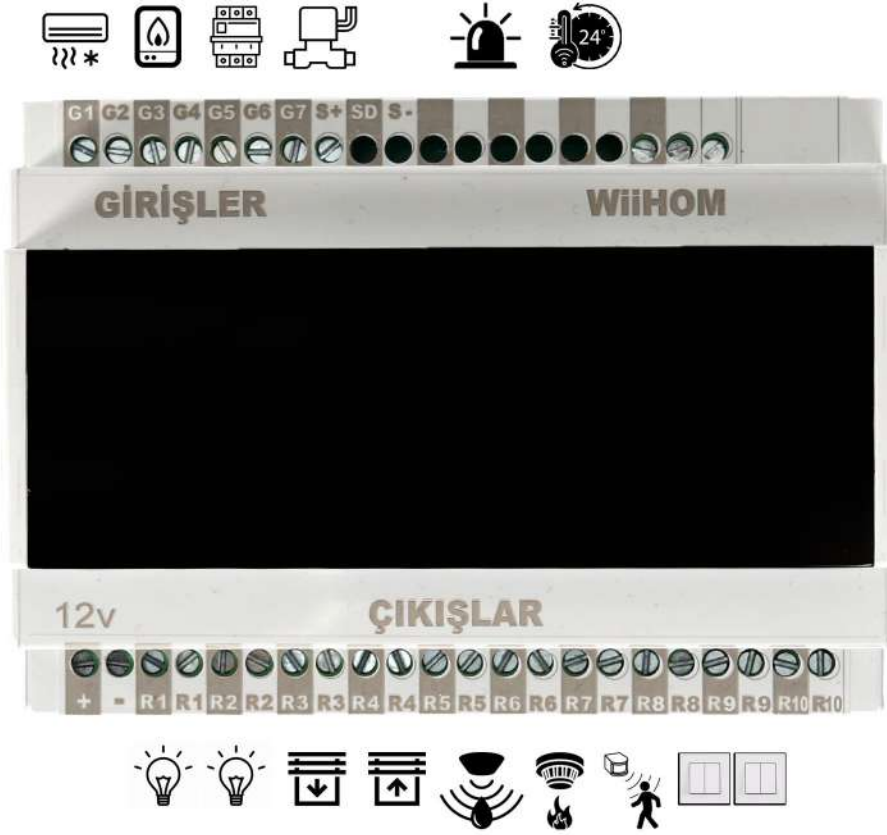 24°
G1 G2 G3 G4 G5 G6 G7 S+ SD S-
GİRİŞLER WiiHOM
12v ÇIKIŞLAR
+ - R1 R1 R2 R2 R3 R3 R4 R4 R5 R5 R6 R6 R7 R7 R8 R8 R9 R9 R10 R10